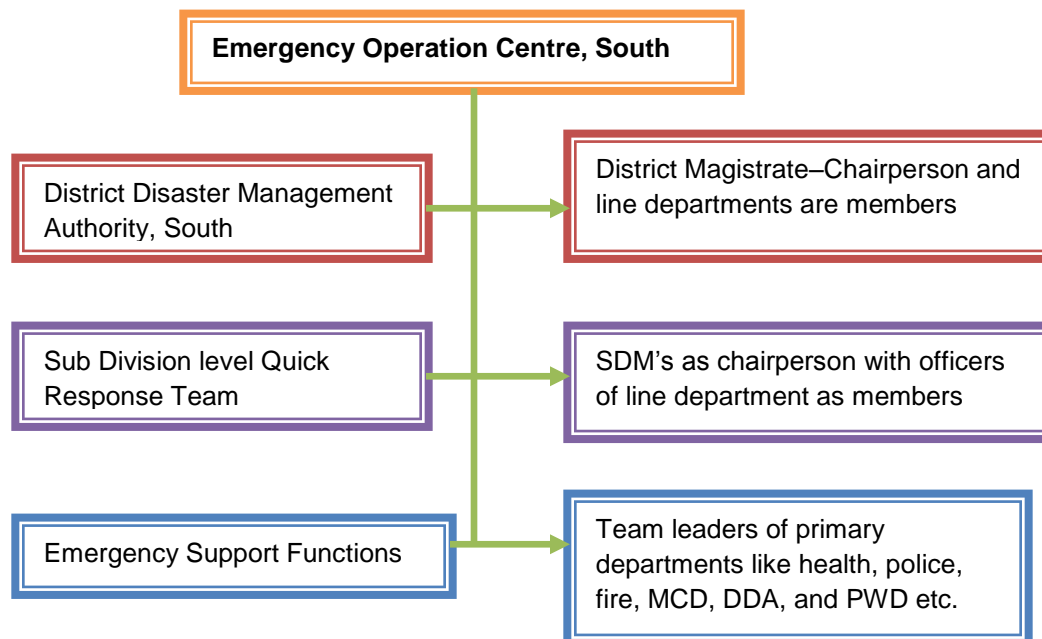 Emergency Operation Centre, South
District Disaster Management
Authority, South
District Magistrate–Chairperson and
line departments are members
Sub Division level Quick
Response Team
SDM’s as chairperson with officers
of line department as members
Emergency Support Functions
Team leaders of primary
departments like health, police,
fire, MCD, DDA, and PWD etc.